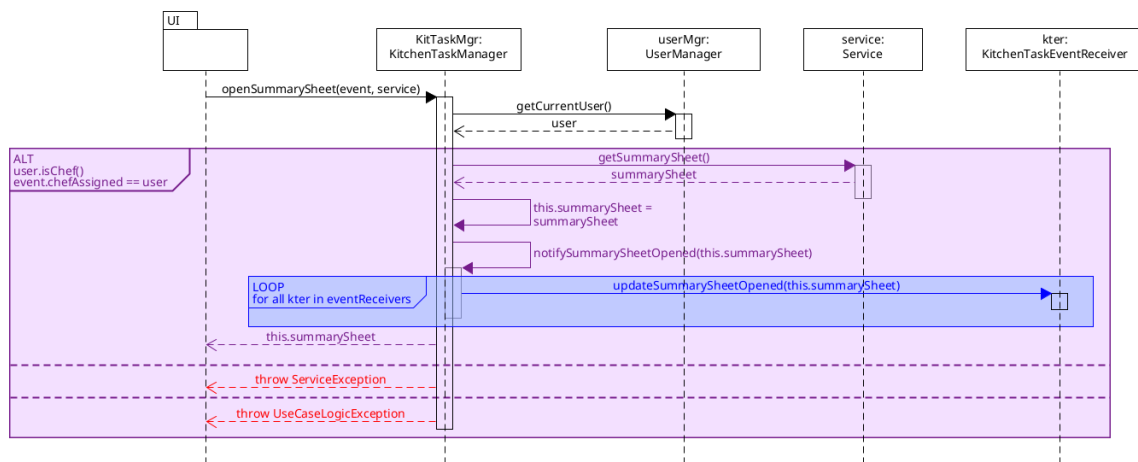 UI
KitTaskMgr:
KitchenTaskManager
userMgr:
UserManager
service:
Service
kter:
KitchenTaskEventReceiver
openSummarySheet(event, service)
getCurrentUser()
user
ALT
user.isChef()
event.chefAssigned == user
getSummarySheet()
summarySheet
this.summarySheet =
summarySheet
notifySummarySheetOpened(this.summarySheet)
LOOP
for all kter in eventReceivers
updateSummarySheetOpened(this.summarySheet)
this.summarySheet
throw ServiceException
throw UseCaseLogicException